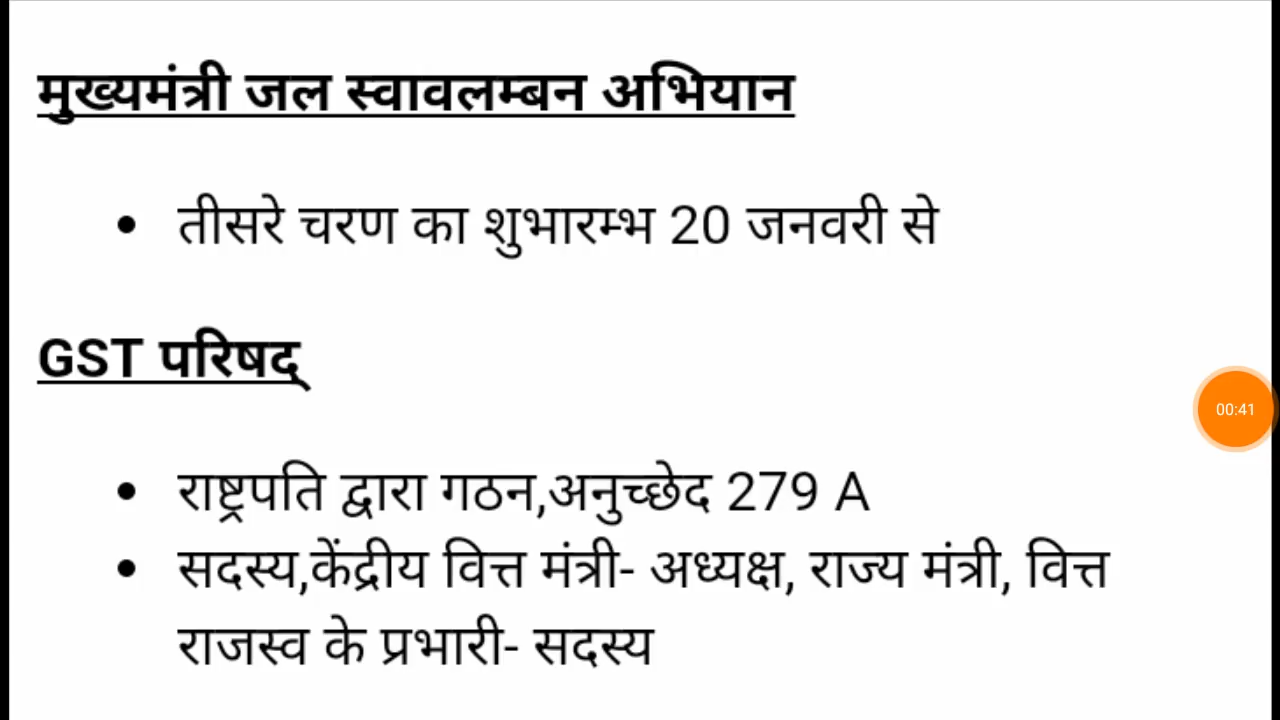 मुख्यमंत्री जल स्वावलम्बन अभियान
• तीसरे चरण का शुभारम्भ 20 जनवरी से
GST परिषद्
00:41
• राष्ट्रपति द्वारा गठन,अनुच्छेद 279 A
• सदस्य,केंद्रीय वित्त मंत्री- अध्यक्ष, राज्य मंत्री, वित्त
राजस्व के प्रभारी- सदस्य